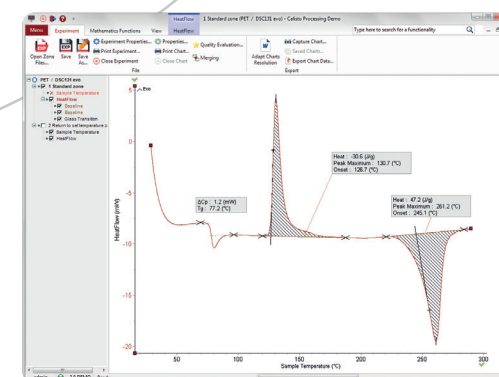 HeatFlow
1 Standard zone (PET / DSC131 evo) - Calisto Processing Demo
Menu Experiment Mathematics Functions View HeatFlow
Type here to search for a functionality
Open Zone Files...
Save
Save As...
Experiment Properties...
Print Experiment...
Close Experiment
Properties...
Print Chart...
Close Chart
Quality Evaluation...
Merging
File
Adapt Charts Resolution
Capture Chart...
Saved Charts...
Export Chart Data...
Export
PET / DSC131 evo
1 Standard zone
Sample Temperature
HeatFlow
Baseline
Baseline
Glass Transition
2 Return to set temperature p
Sample Temperature
HeatFlow
Exo
5
0
-5
-10
-15
-20
HeatFlow (mW)
ΔCp : 1.2 (mW)
Tg : 77.2 (°C)
Heat : -30.6 (J/g)
Peak Maximum : 130.7 (°C)
Onset : 126.7 (°C)
Heat : 47.2 (J/g)
Peak Maximum : 261.2 (°C)
Onset : 245.1 (°C)
50 100 150 200 250 300
Sample Temperature (°C)